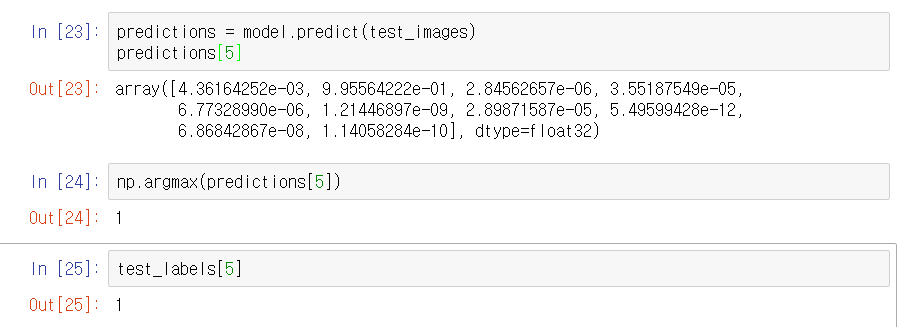 In [23]: predictions = model.predict(test_images)
predictions[5]
Out[23]: array([4.36164252e-03, 9.95564222e-01, 2.84562657e-06, 3.55187549e-05,
6.77328990e-06, 1.21446897e-09, 2.89871587e-05, 5.49599428e-12,
6.86842867e-08, 1.14058284e-10], dtype=float32)
In [24]: np.argmax(predictions[5])
Out[24]: 1
In [25]: test_labels[5]
Out[25]: 1